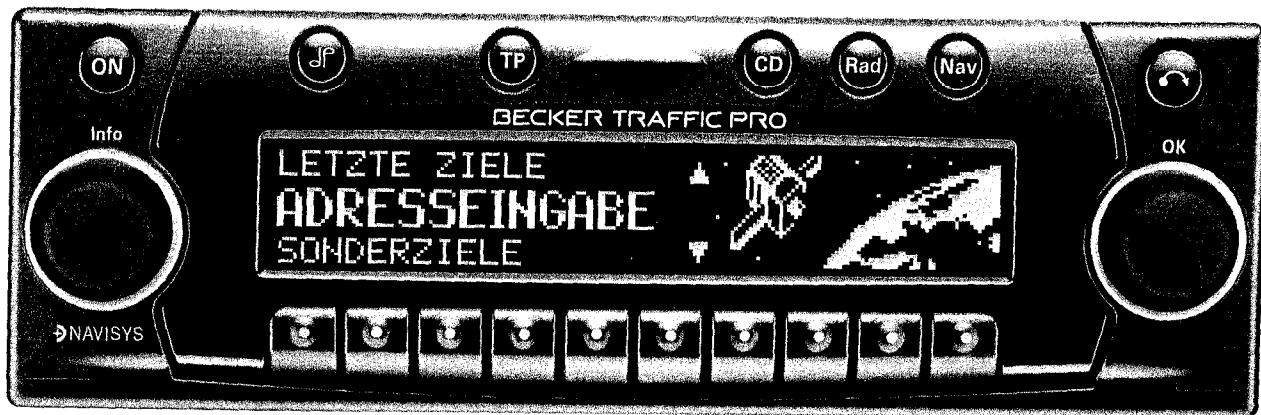 ON
TP
CD
Rad
Nav
BECKER TRAFFIC PRO
Info
OK
LETZTE ZIELE
ADRESSEINGABE
SONDERZIELE
NAVISYS